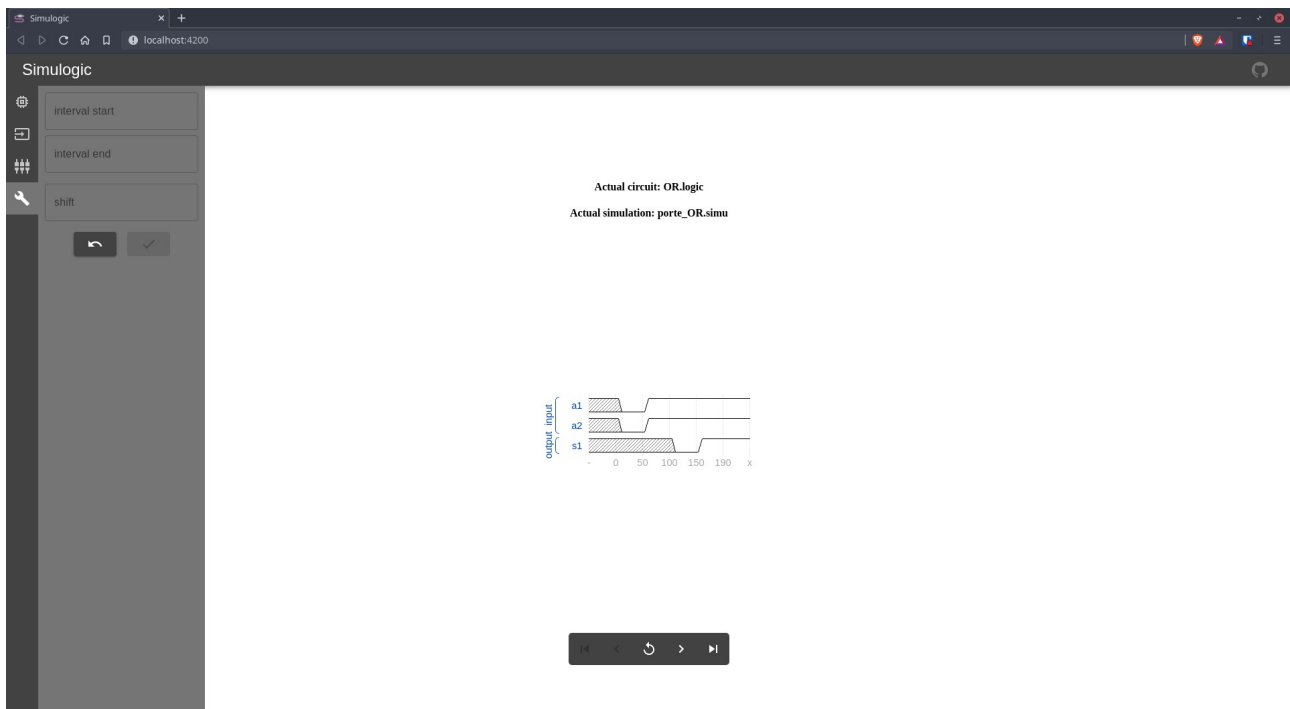 Simulogic
localhost:4200
Simulogic
interval start
interval end
shift
Actual circuit: OR.logic
Actual simulation: porte_OR.simu
input
a1
a2
output
s1
- 0 50 100 150 190 x